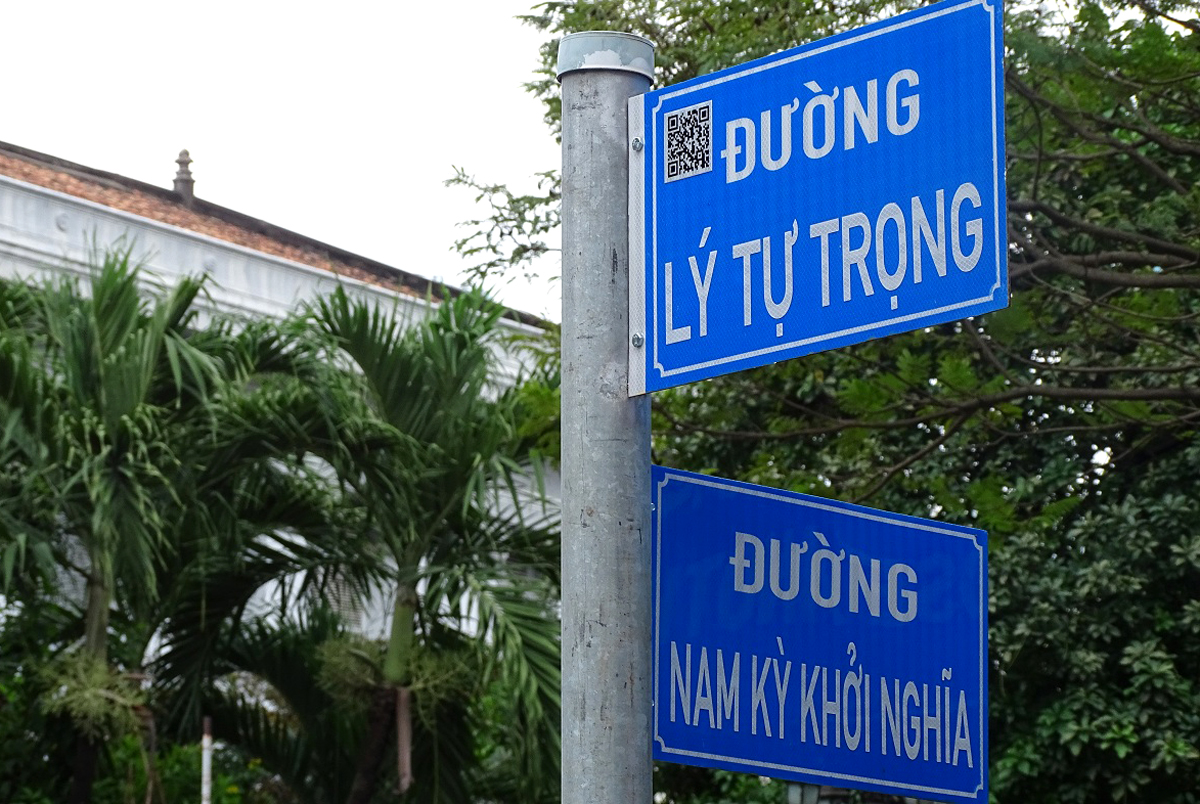 ĐƯỜNG
LÝ TỰ TRỌNG
ĐƯỜNG
NAM KỲ KHỞI NGHĨA